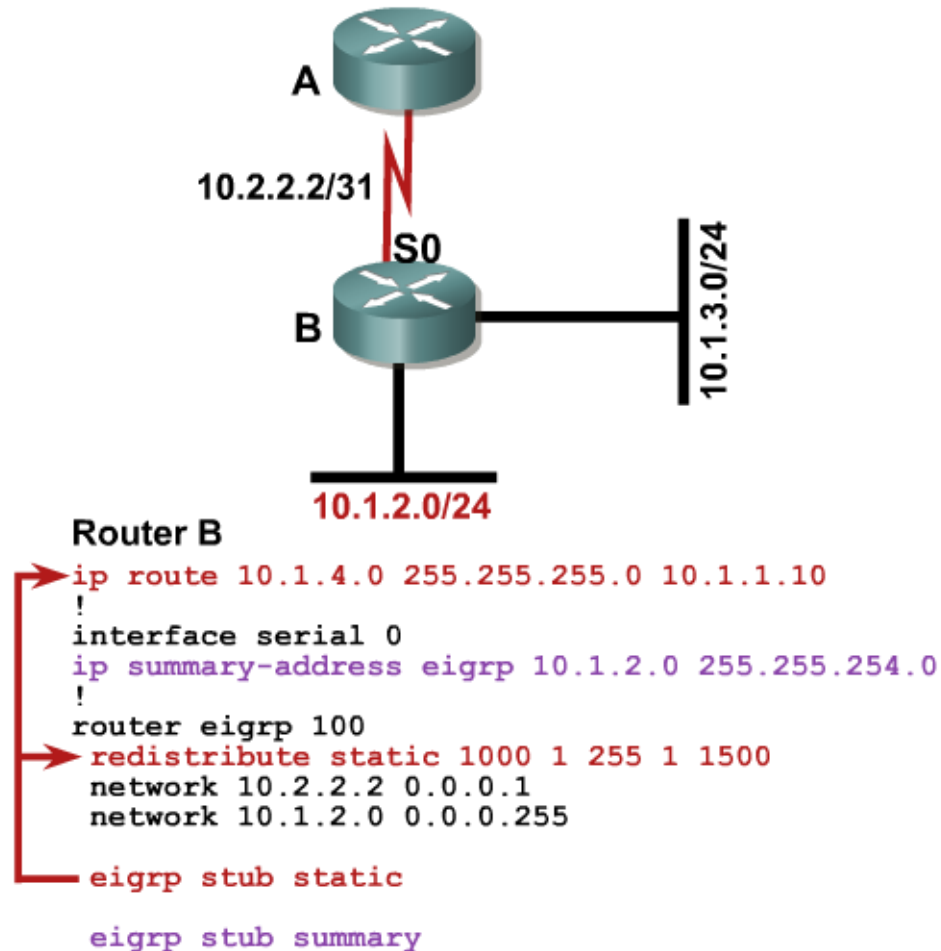 A
10.2.2.2/31
S0
B
10.1.3.0/24
10.1.2.0/24
Router B
ip route 10.1.4.0 255.255.255.0 10.1.1.10
!
interface serial 0
ip summary-address eigrp 10.1.2.0 255.255.254.0
!
router eigrp 100
redistribute static 1000 1 255 1 1500
network 10.2.2.2 0.0.0.1
network 10.1.2.0 0.0.0.255
eigrp stub static
eigrp stub summary